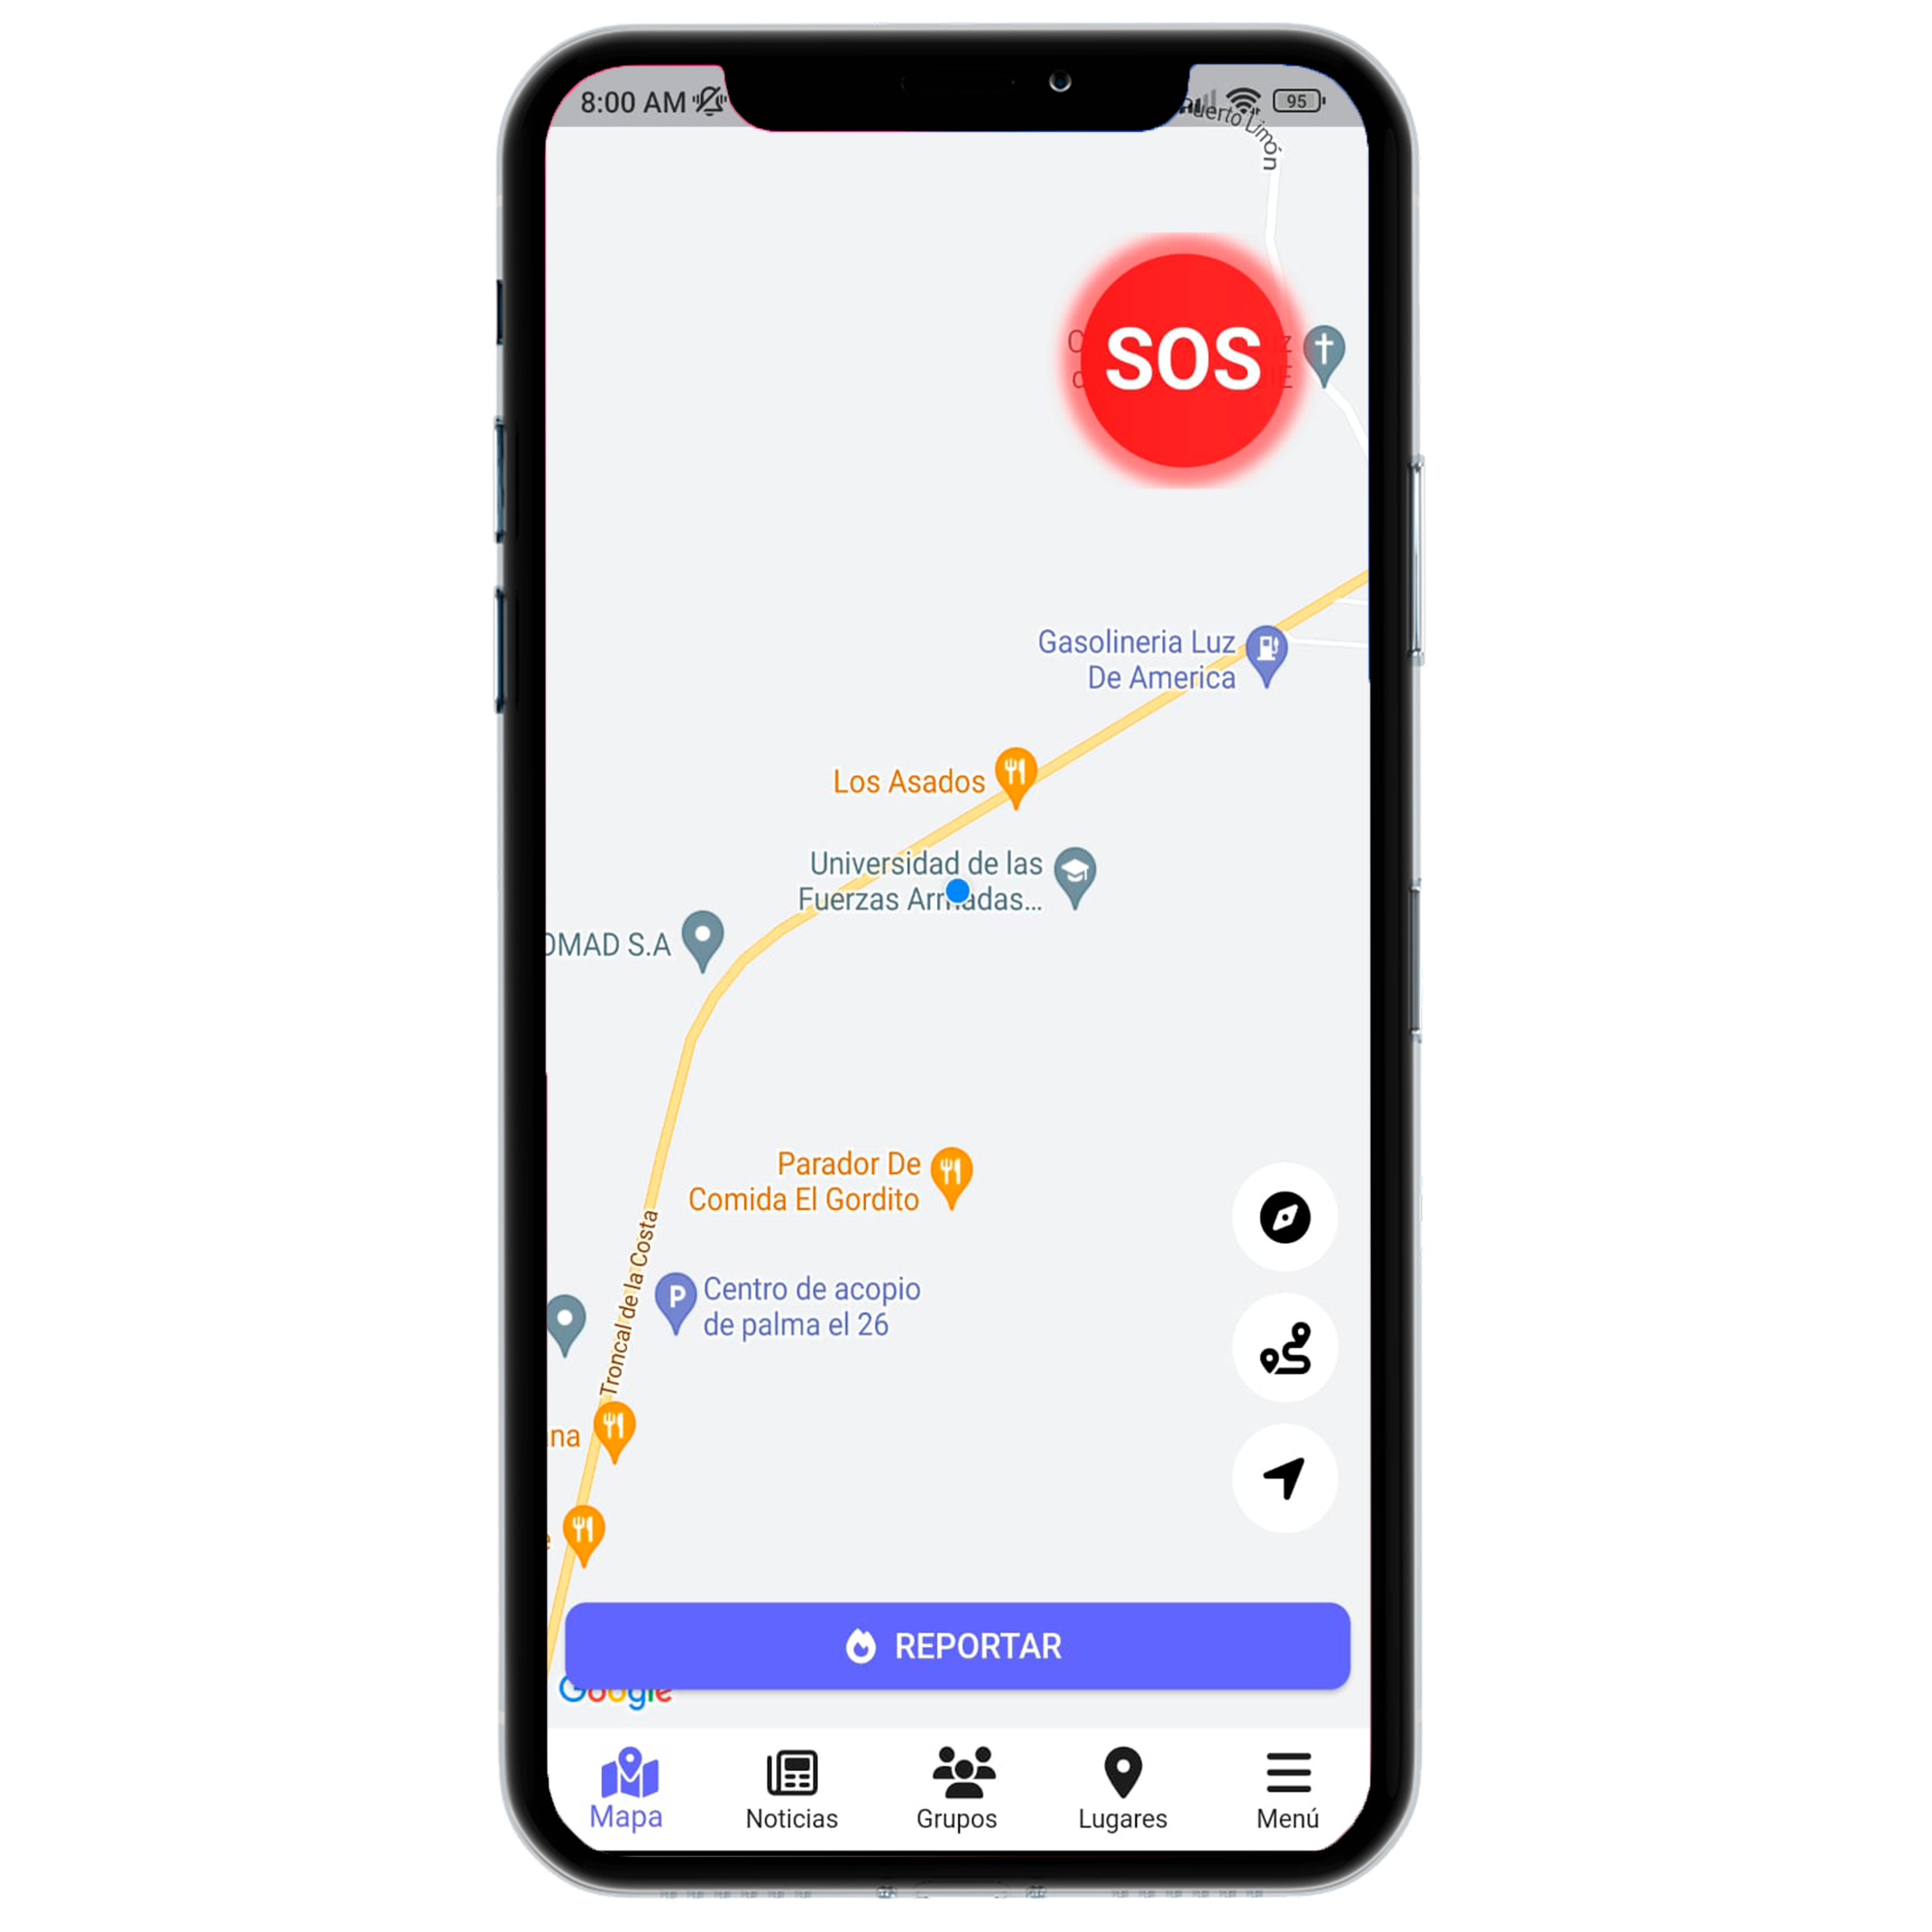 8:00 AM
95
Puerto Limón
SOS
Gasolineria Luz
De America
Los Asados
Universidad de las
Fuerzas Armadas...
OMAD S.A
Parador De
Comida El Gordito
Troncal de la Costa
P
Centro de acopio
de palma el 26
na
REPORTAR
Google
Mapa
Noticias
Grupos
Lugares
Menú